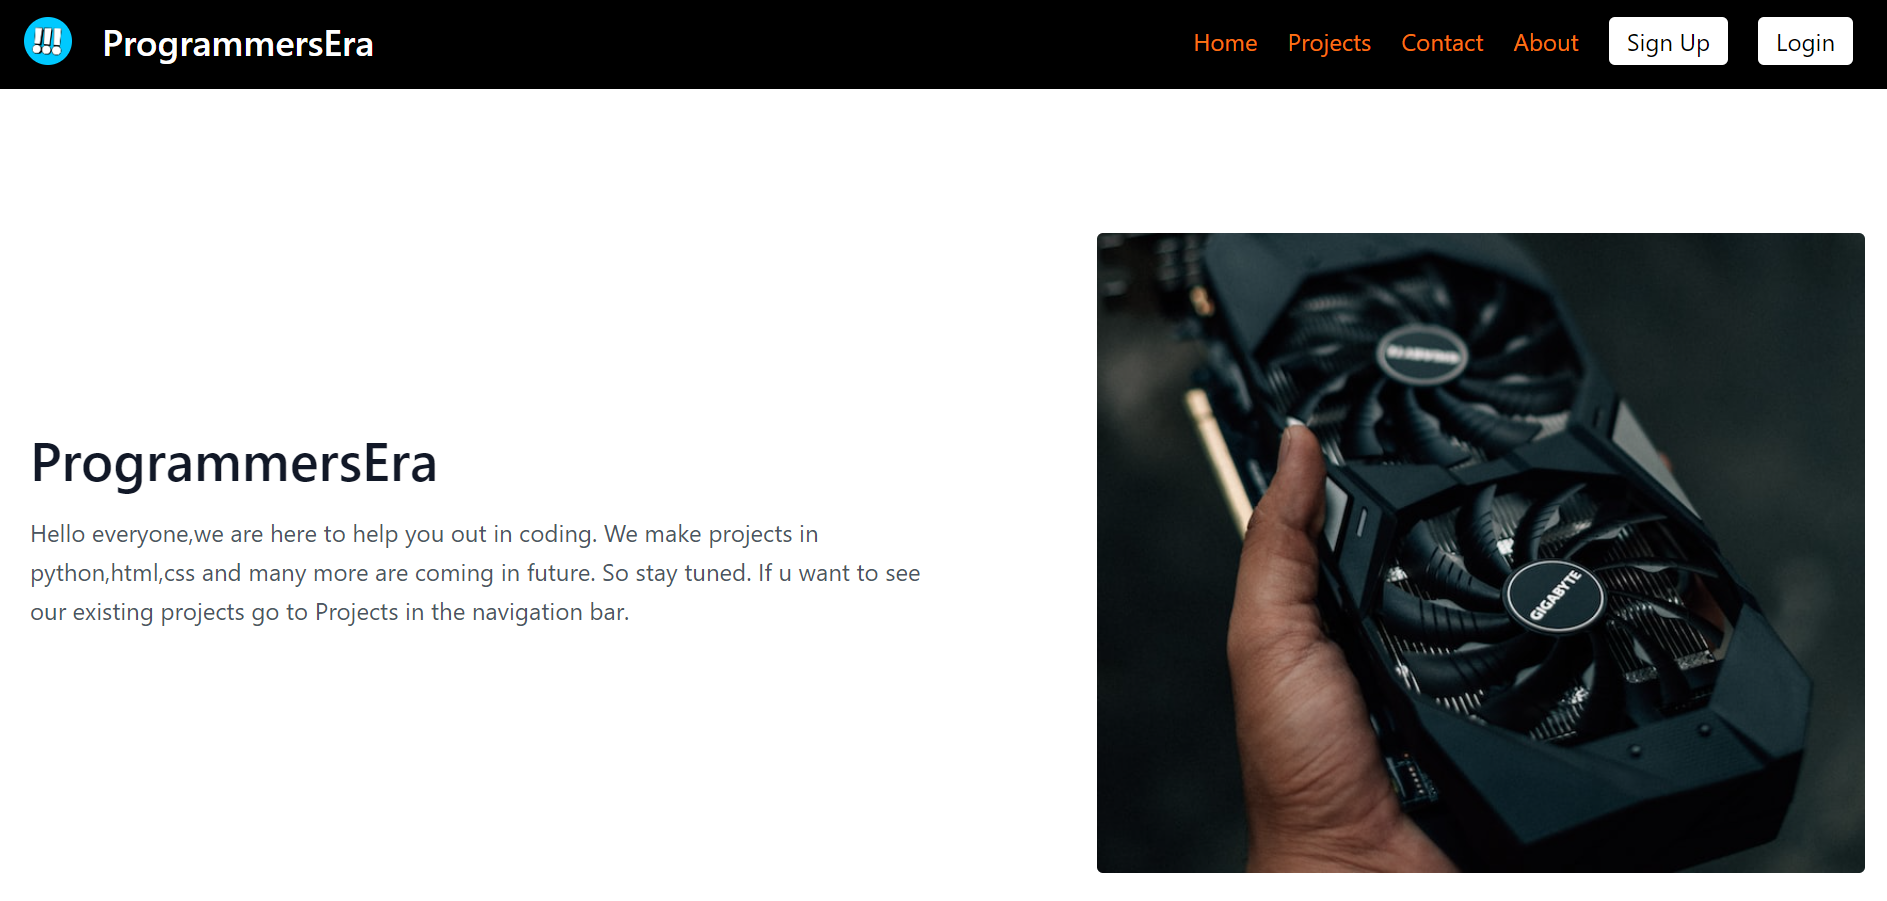 !!! ProgrammersEra Home Projects Contact About Sign Up Login
ProgrammersEra
Hello everyone,we are here to help you out in coding. We make projects in
python,html,css and many more are coming in future. So stay tuned. If u want to see
our existing projects go to Projects in the navigation bar.
GIGABYTE
GIGABYTE